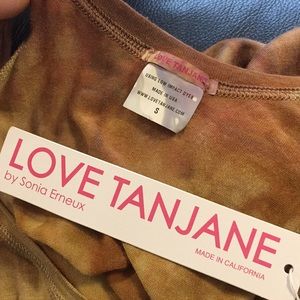 LOVE TANJANE
USING LOW IMPACT DYES
MADE IN USA
WWW.LOVETANJANE.COM
S
LOVE TANJANE
by Sonia Erneux
MADE IN CALIFORNIA